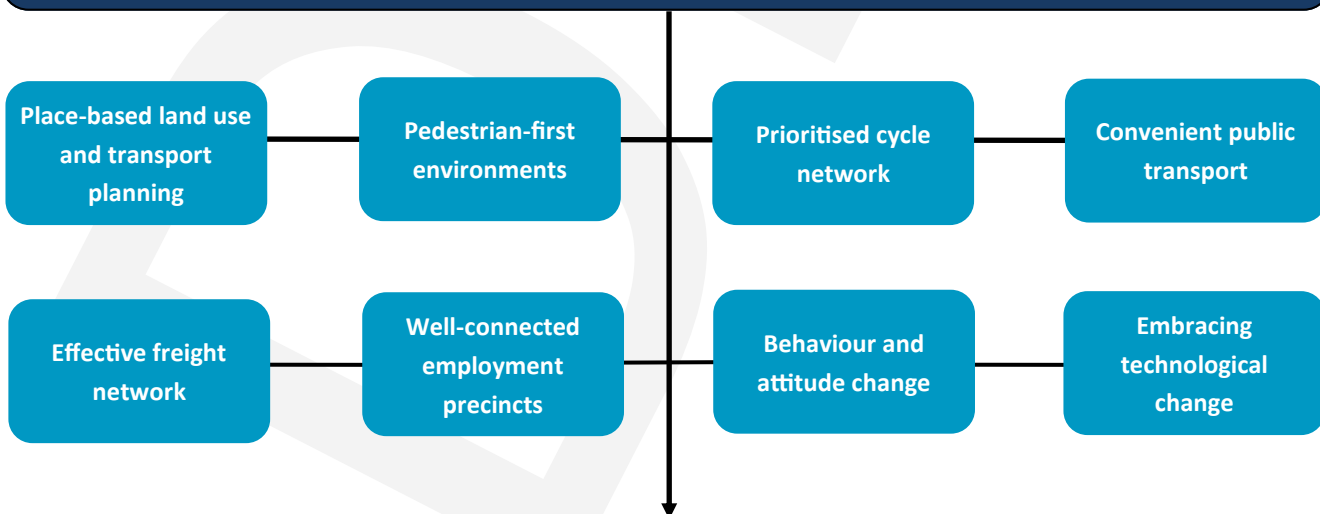 Place-based land use
and transport
planning
Pedestrian-first
environments
Prioritised cycle
network
Convenient public
transport
Effective freight
network
Well-connected
employment
precincts
Behaviour and
attitude change
Embracing
technological
change